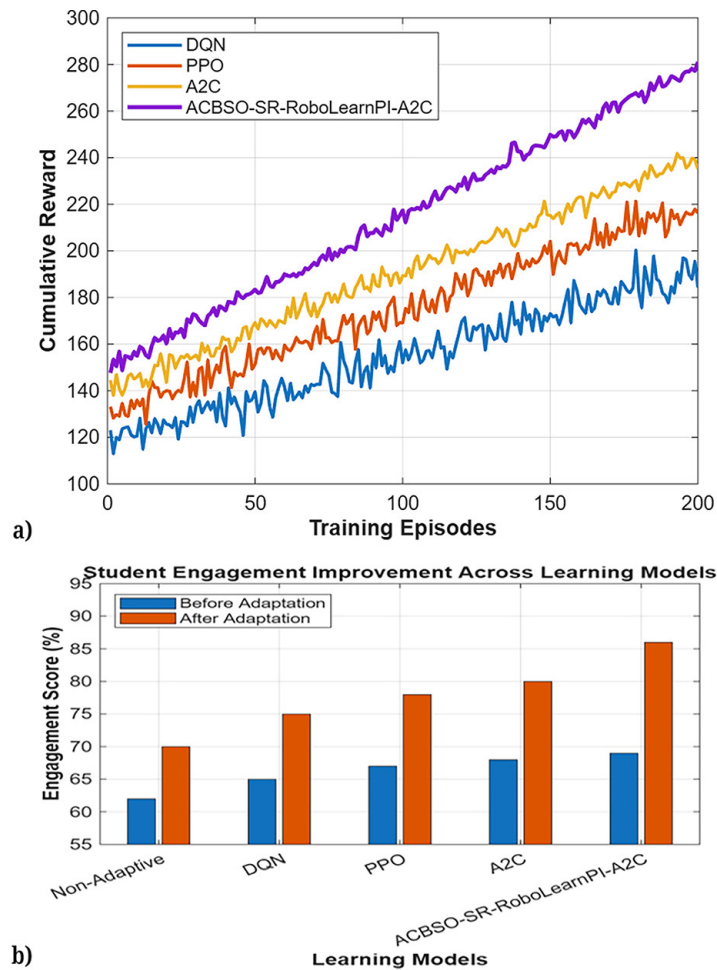 300
280
260
240
220
200
180
160
140
120
100
Cumulative Reward
DQN
PPO
A2C
ACBSO-SR-RoboLearnPI-A2C
0 50 100 150 200
Training Episodes
a)
Student Engagement Improvement Across Learning Models
95
90
85
80
75
70
65
60
55
Engagement Score (%)
Before Adaptation
After Adaptation
Non-Adaptive DQN PPO A2C ACBSO-SR-RoboLearnPI-A2C
Learning Models
b)